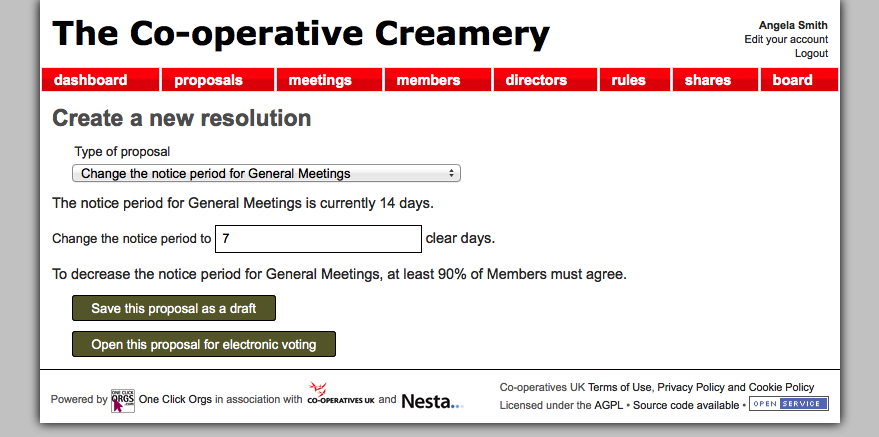 The Co-operative Creamery
Angela Smith
Edit your account
Logout
dashboard proposals meetings members directors rules shares board
Create a new resolution
Type of proposal
Change the notice period for General Meetings
The notice period for General Meetings is currently 14 days.
Change the notice period to 7 clear days.
To decrease the notice period for General Meetings, at least 90% of Members must agree.
Save this proposal as a draft
Open this proposal for electronic voting
Powered by ONE CLICK ORGS .com One Click Orgs in association with CO-OPERATIVES UK and Nesta...
Co-operatives UK Terms of Use, Privacy Policy and Cookie Policy
Licensed under the AGPL • Source code available • OPEN SERVICE